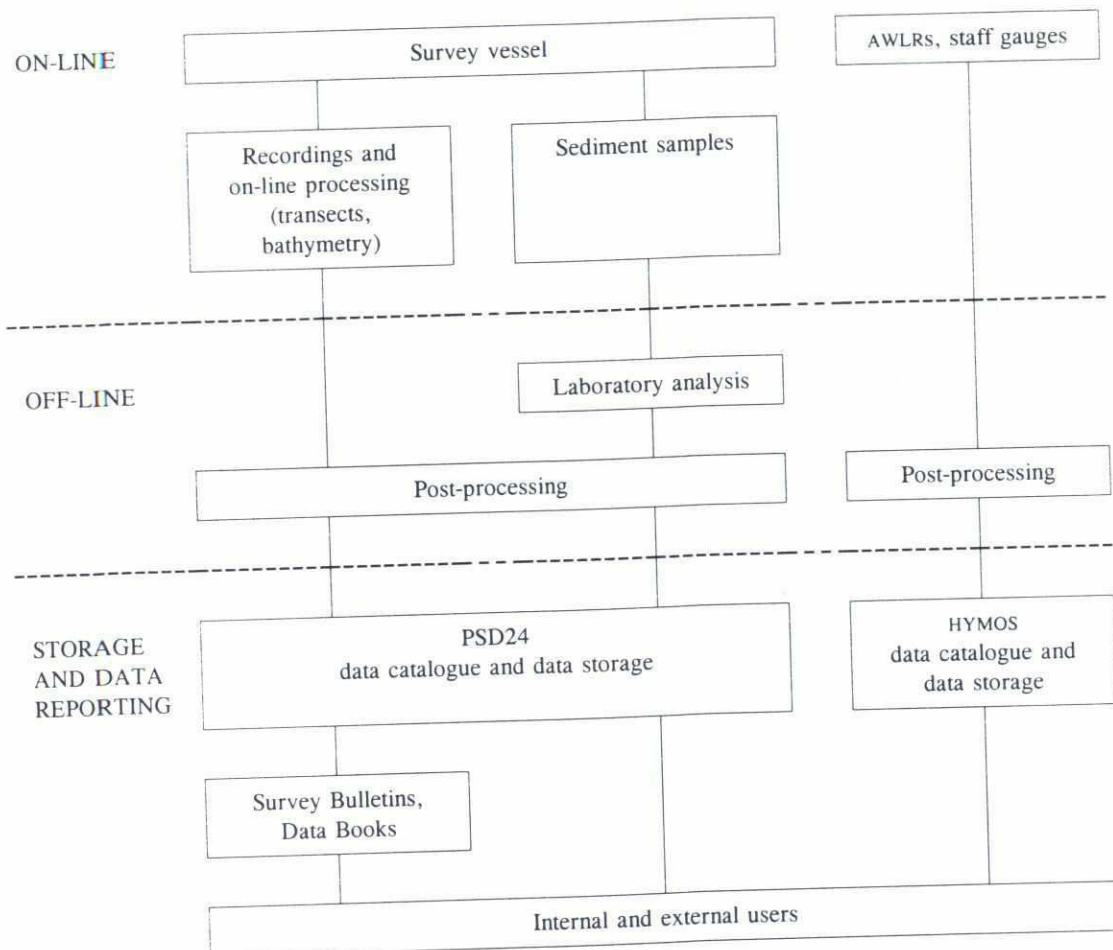 ON-LINE
Survey vessel
AWLRs, staff gauges
Recordings and
on-line processing
(transects,
bathymetry)
Sediment samples
OFF-LINE
Laboratory analysis
Post-processing
Post-processing
STORAGE
AND DATA
REPORTING
PSD24
data catalogue and data storage
HYMOS
data catalogue and
data storage
Survey Bulletins,
Data Books
Internal and external users